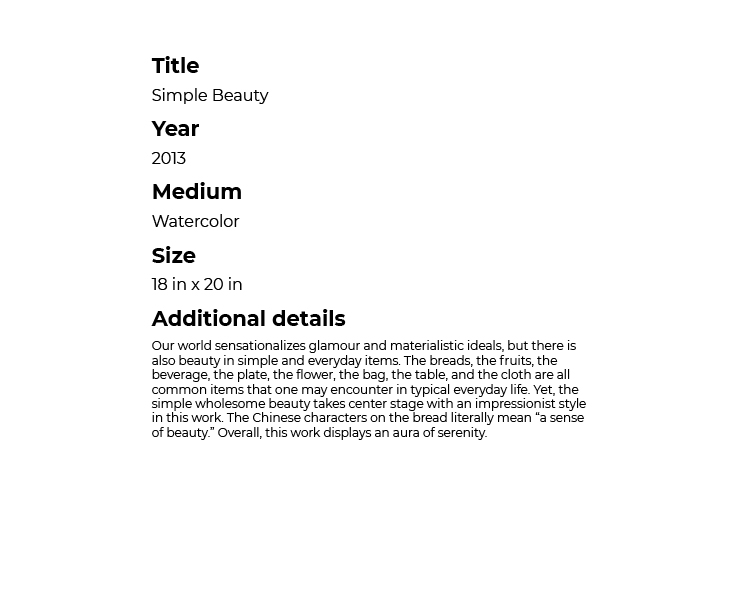 Title
Simple Beauty
Year
2013
Medium
Watercolor
Size
18 in x 20 in
Additional details
Our world sensationalizes glamour and materialistic ideals, but there is
also beauty in simple and everyday items. The breads, the fruits, the
beverage, the plate, the flower, the bag, the table, and the cloth are all
common items that one may encounter in typical everyday life. Yet, the
simple wholesome beauty takes center stage with an impressionist style
in this work. The Chinese characters on the bread literally mean “a sense
of beauty.” Overall, this work displays an aura of serenity.